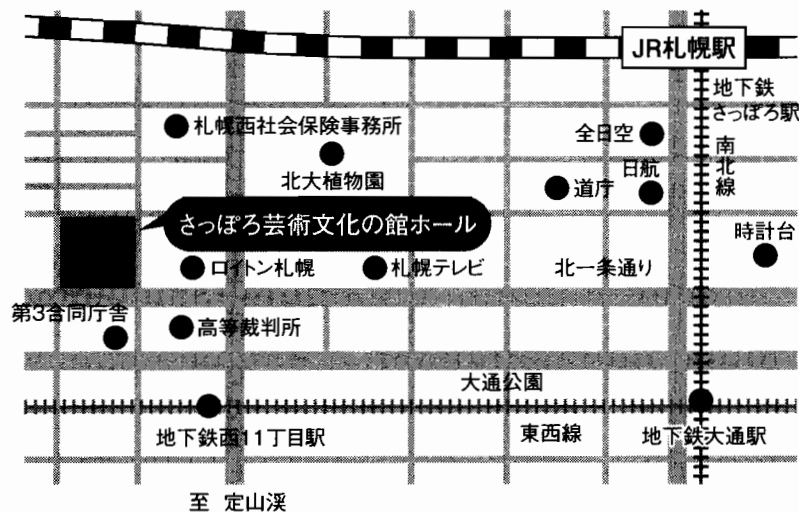 JR札幌駅
地下鉄
さっぽろ駅
札幌西社会保険事務所
全日空
南北線
北大植物園
日航
道庁
さっぽろ芸術文化の館ホール
時計台
ロイトン札幌
札幌テレビ
北一条通り
第3合同庁舎
高等裁判所
大通公園
地下鉄西11丁目駅
東西線
地下鉄大通駅
至 定山渓